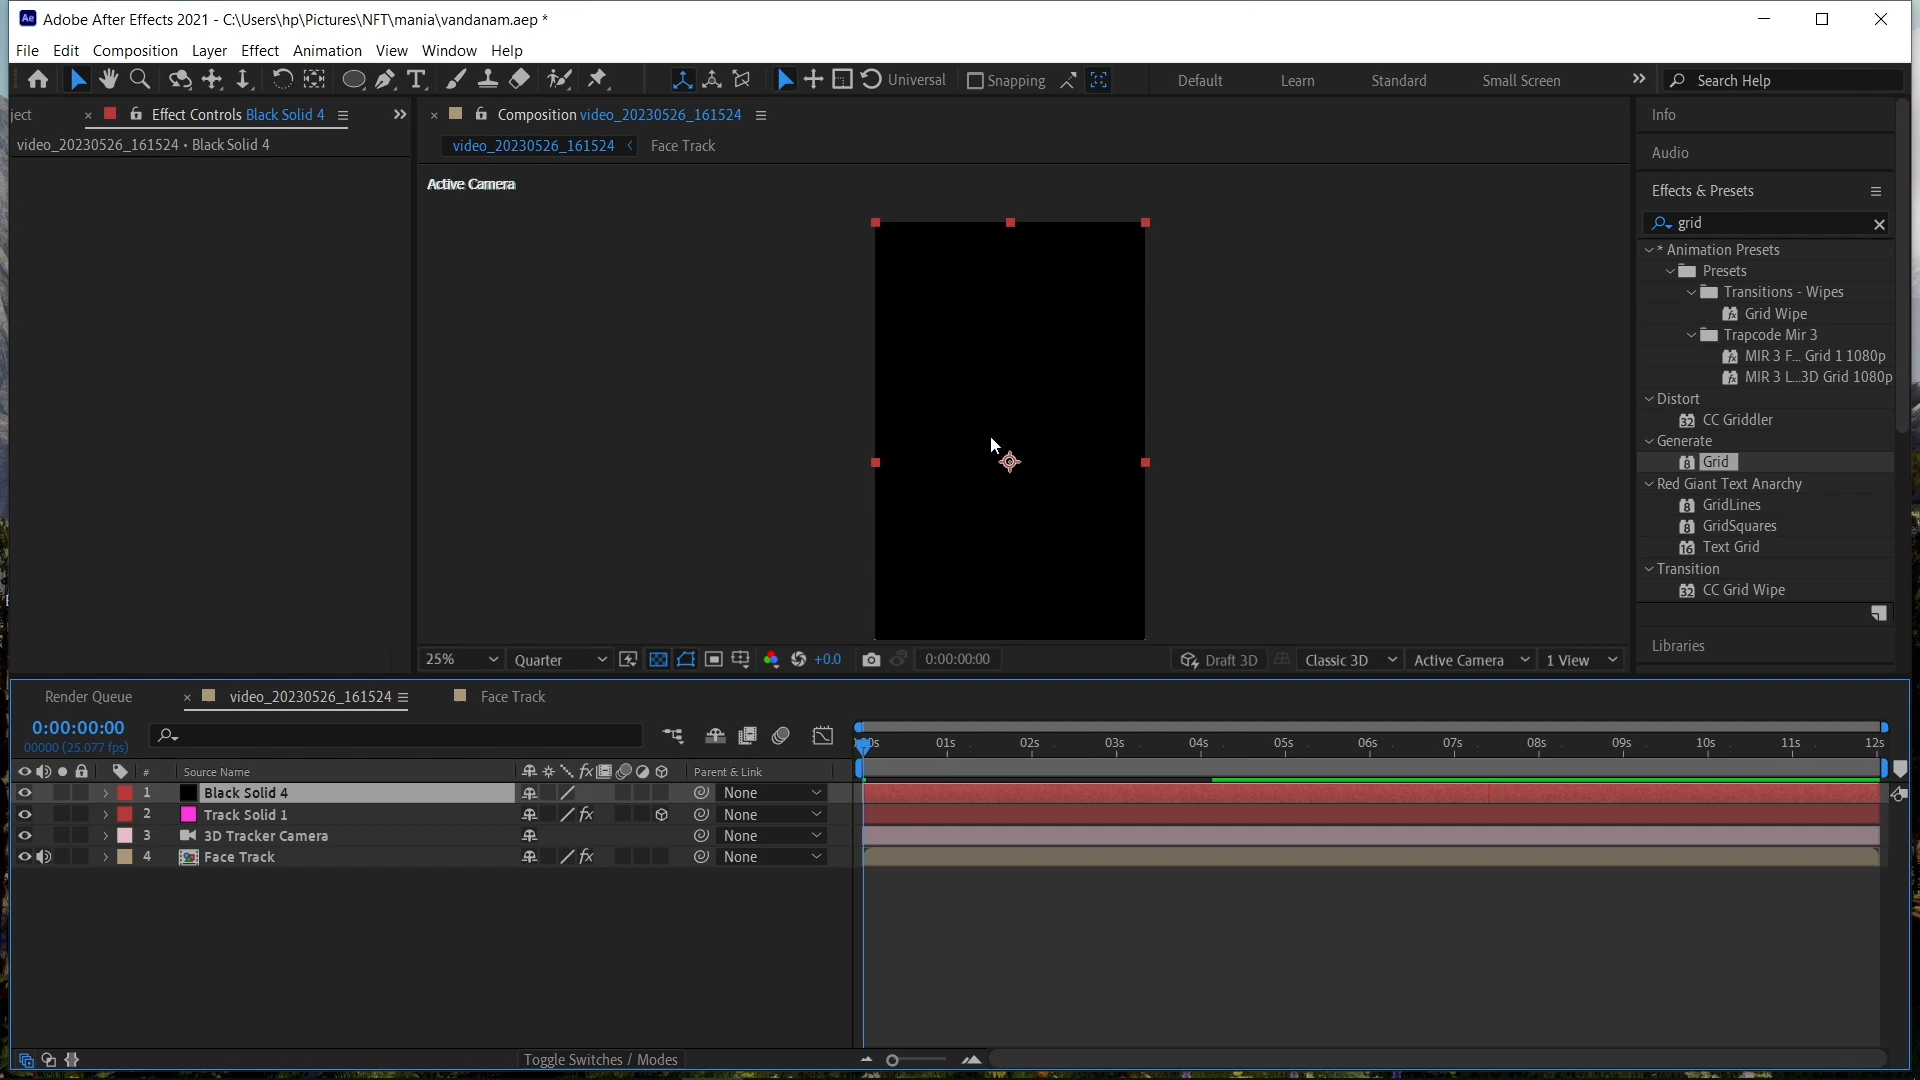 Adobe After Effects 2021 - C:\Users\hp\Pictures\NFT\mania\vandanam.aep *
File Edit Composition Layer Effect Animation View Window Help
Universal Snapping Default Learn Standard Small Screen » Search Help
ject × Effect Controls Black Solid 4 »
video_20230526_161524 • Black Solid 4
× Composition video_20230526_161524
video_20230526_161524 < Face Track
Active Camera
Info
Audio
Effects & Presets
grid
* Animation Presets
Presets
Transitions - Wipes
Grid Wipe
Trapcode Mir 3
MIR 3 F... Grid 1 1080p
MIR 3 L...3D Grid 1080p
Distort
CC Griddler
Generate
Grid
Red Giant Text Anarchy
GridLines
GridSquares
Text Grid
Transition
CC Grid Wipe
Libraries
25% Quarter +0.0 0:00:00:00 Draft 3D Classic 3D Active Camera 1 View
Render Queue × video_20230526_161524 Face Track
0:00:00:00
00000 (25.077 fps)
01s 02s 03s 04s 05s 06s 07s 08s 09s 10s 11s 12s
# Source Name Parent & Link
1 Black Solid 4 None
2 Track Solid 1 None
3 3D Tracker Camera None
4 Face Track None
Toggle Switches / Modes